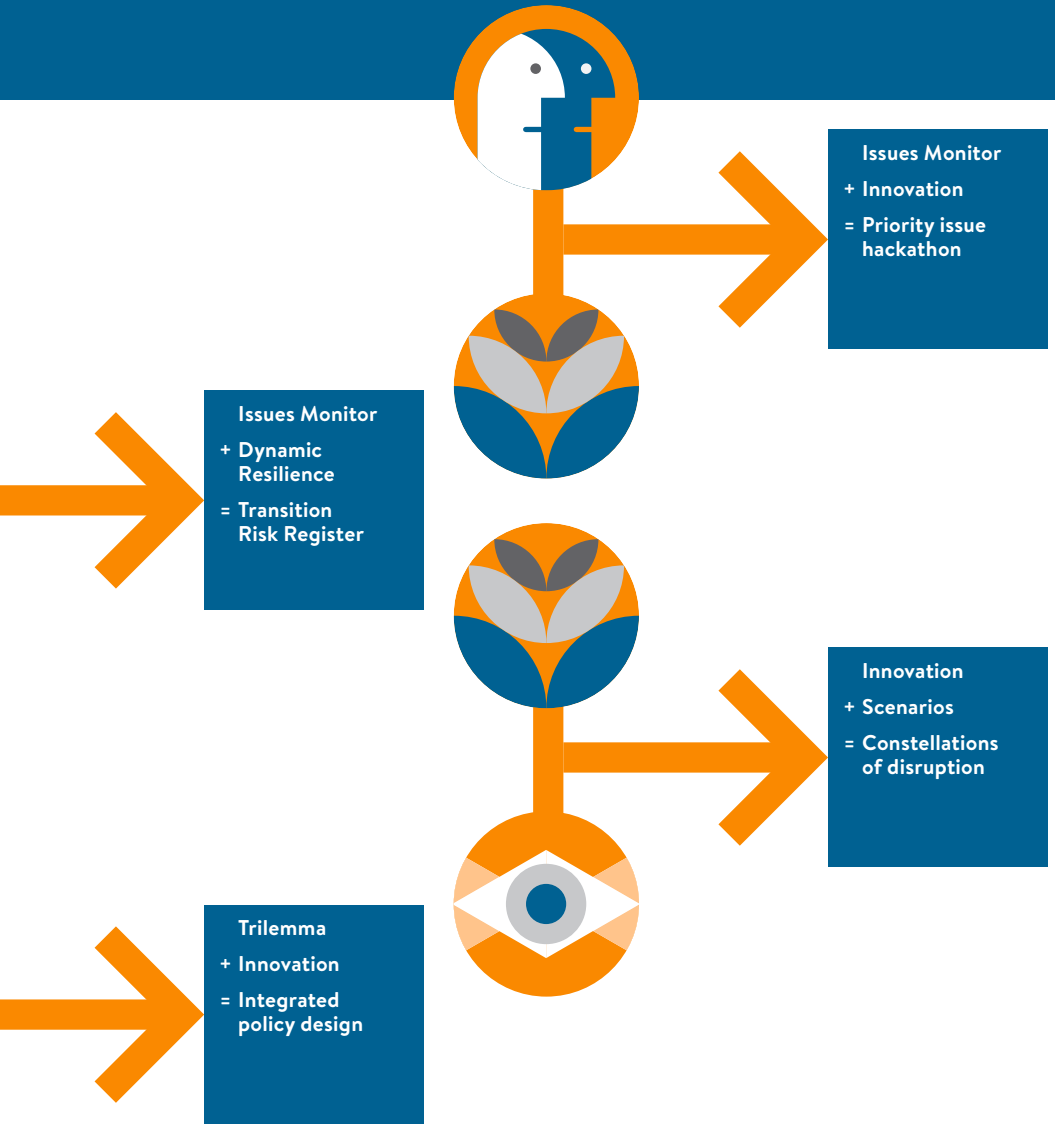 Issues Monitor
+ Innovation
= Priority issue
hackathon
Issues Monitor
+ Dynamic
Resilience
= Transition
Risk Register
Innovation
+ Scenarios
= Constellations
of disruption
Trilemma
+ Innovation
= Integrated
policy design